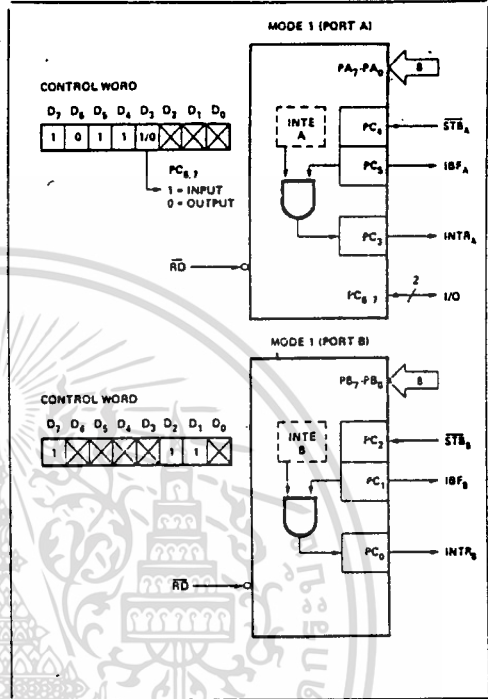 MODE 1 (PORT A)
CONTROL WORD
D7 D6 D5 D4 D3 D2 D1 D0
1 0 1 1 1/0
PC6,7
1 = INPUT
0 = OUTPUT
PA7-PA0
8
INTE
A
PC4
STBA
PC5
IBFA
PC3
INTRA
RD
PC6,7
2
I/O
MODE 1 (PORT B)
CONTROL WORD
D7 D6 D5 D4 D3 D2 D1 D0
1 1 1
PB7-PB0
8
INTE
B
PC2
STBB
PC1
IBFB
PC0
INTRB
RD